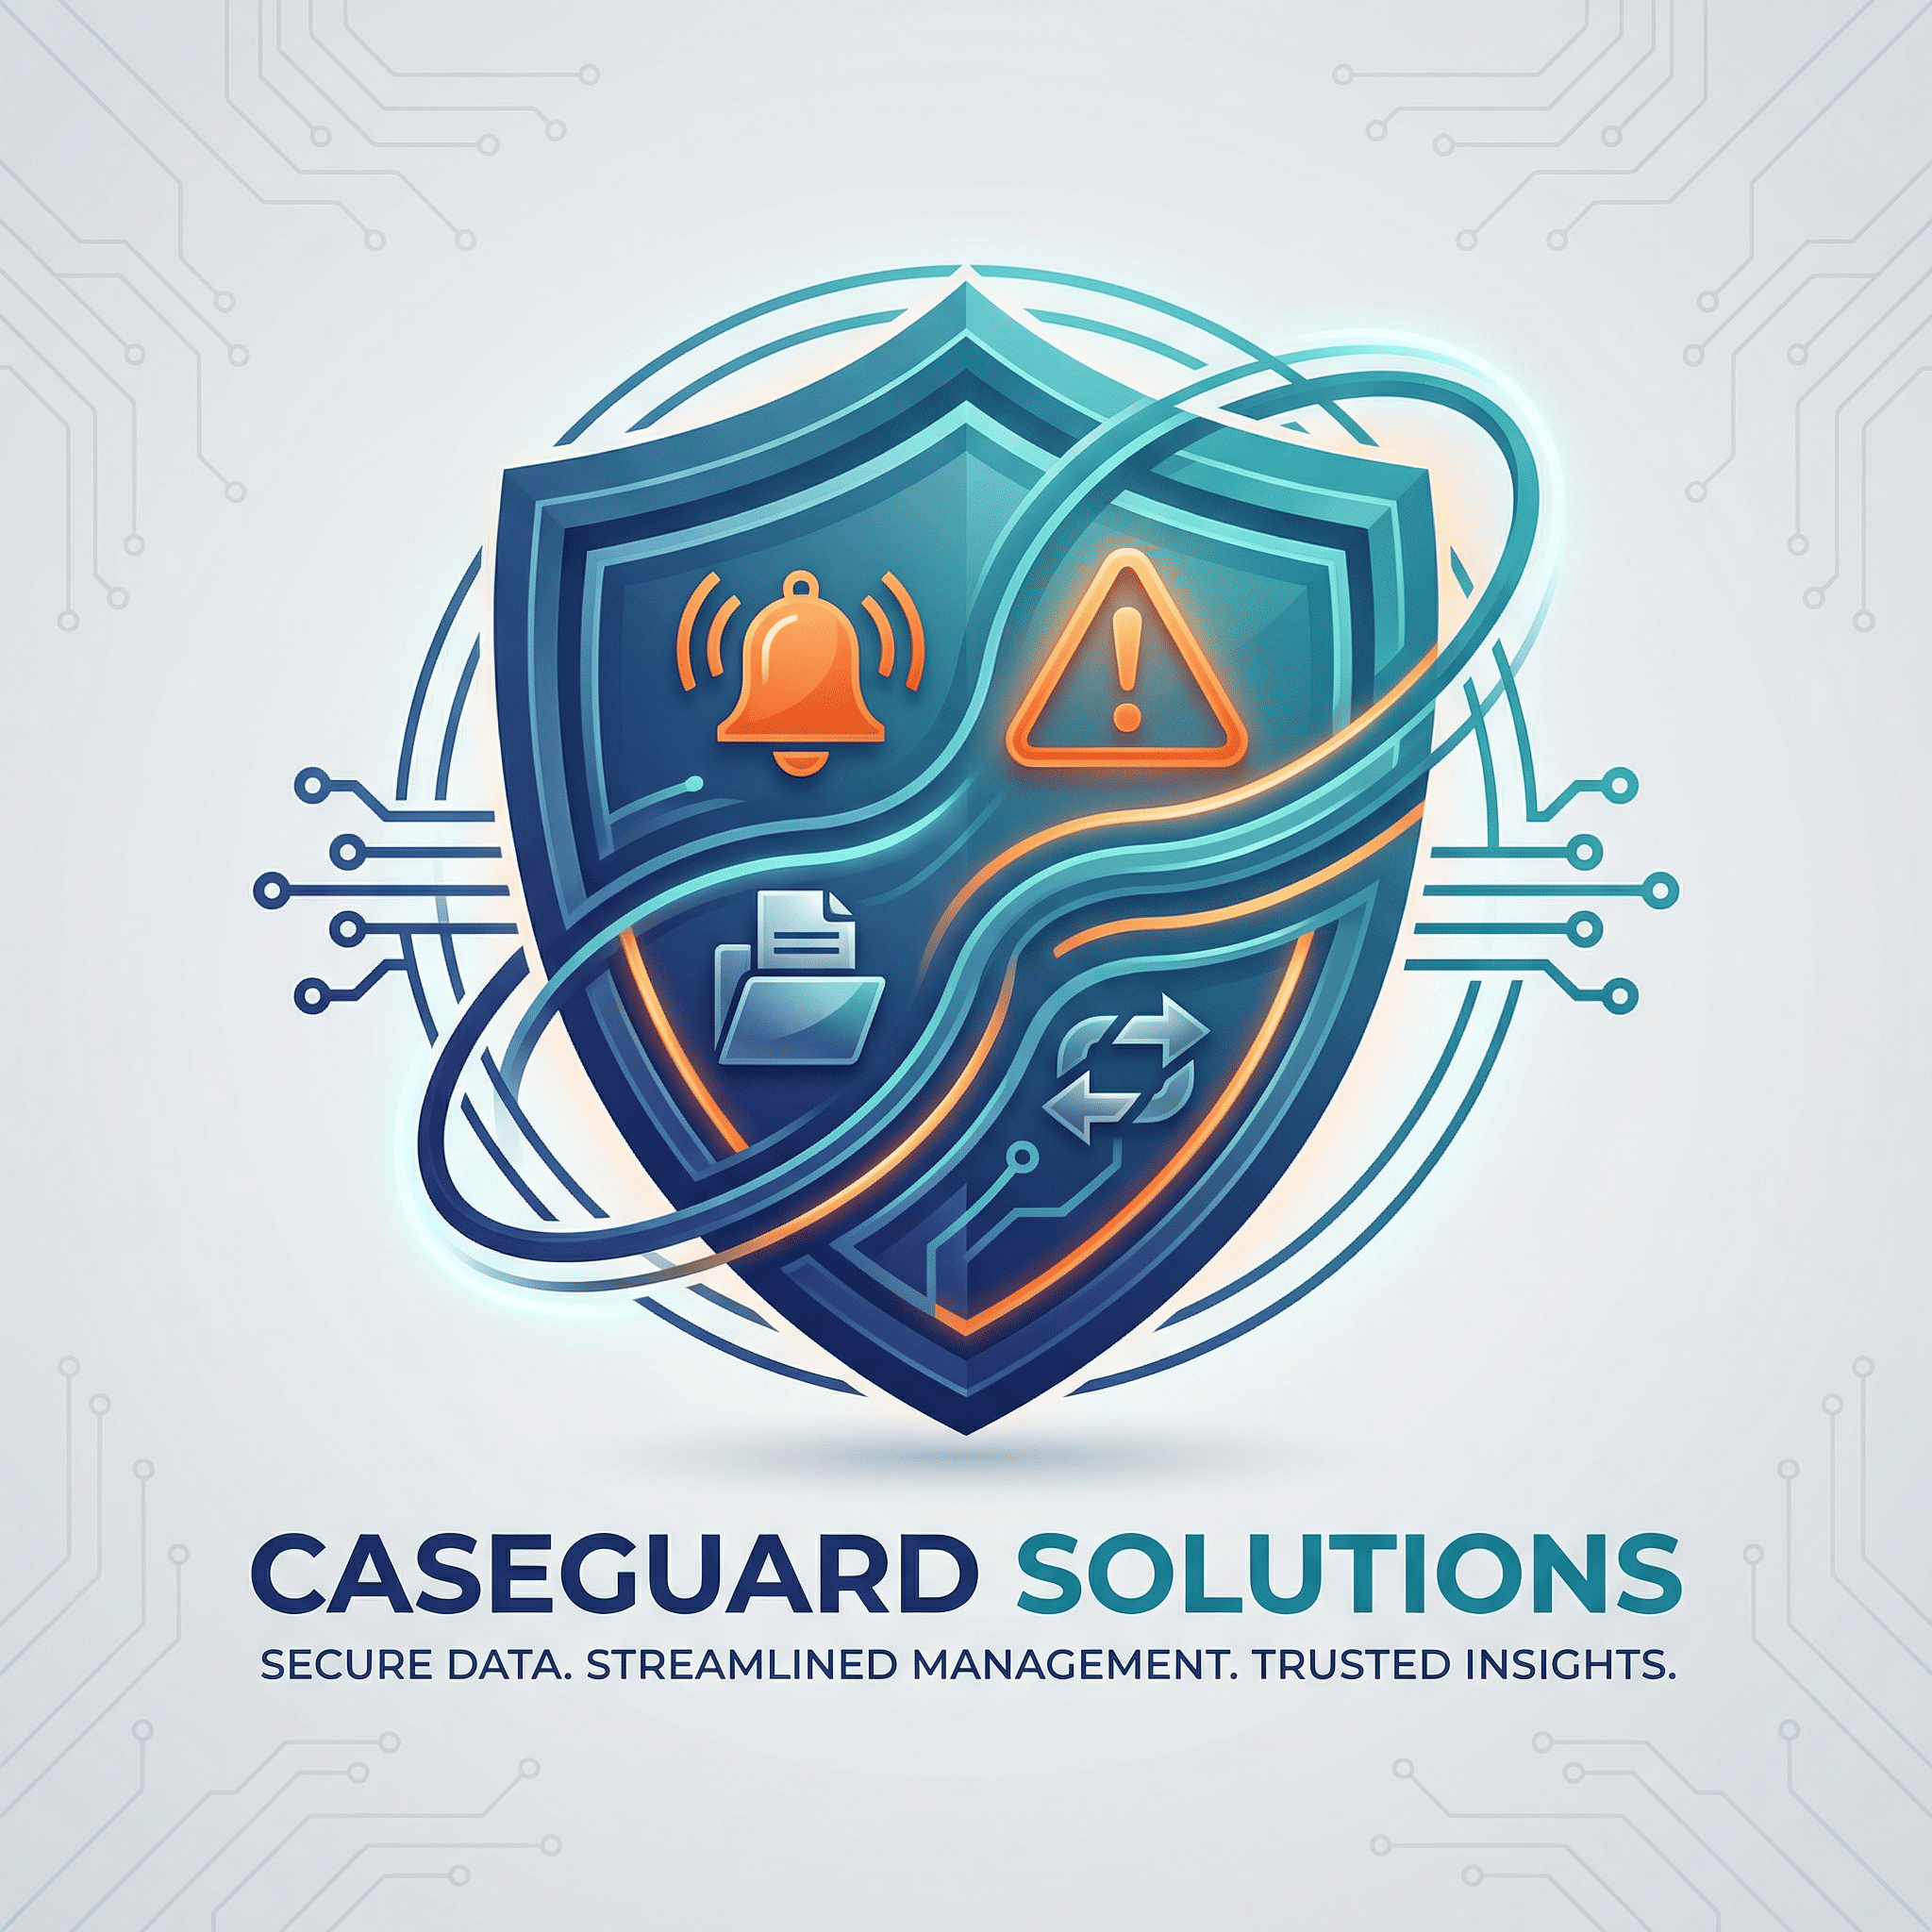 CASEGUARD SOLUTIONS
SECURE DATA. STREAMLINED MANAGEMENT. TRUSTED INSIGHTS.